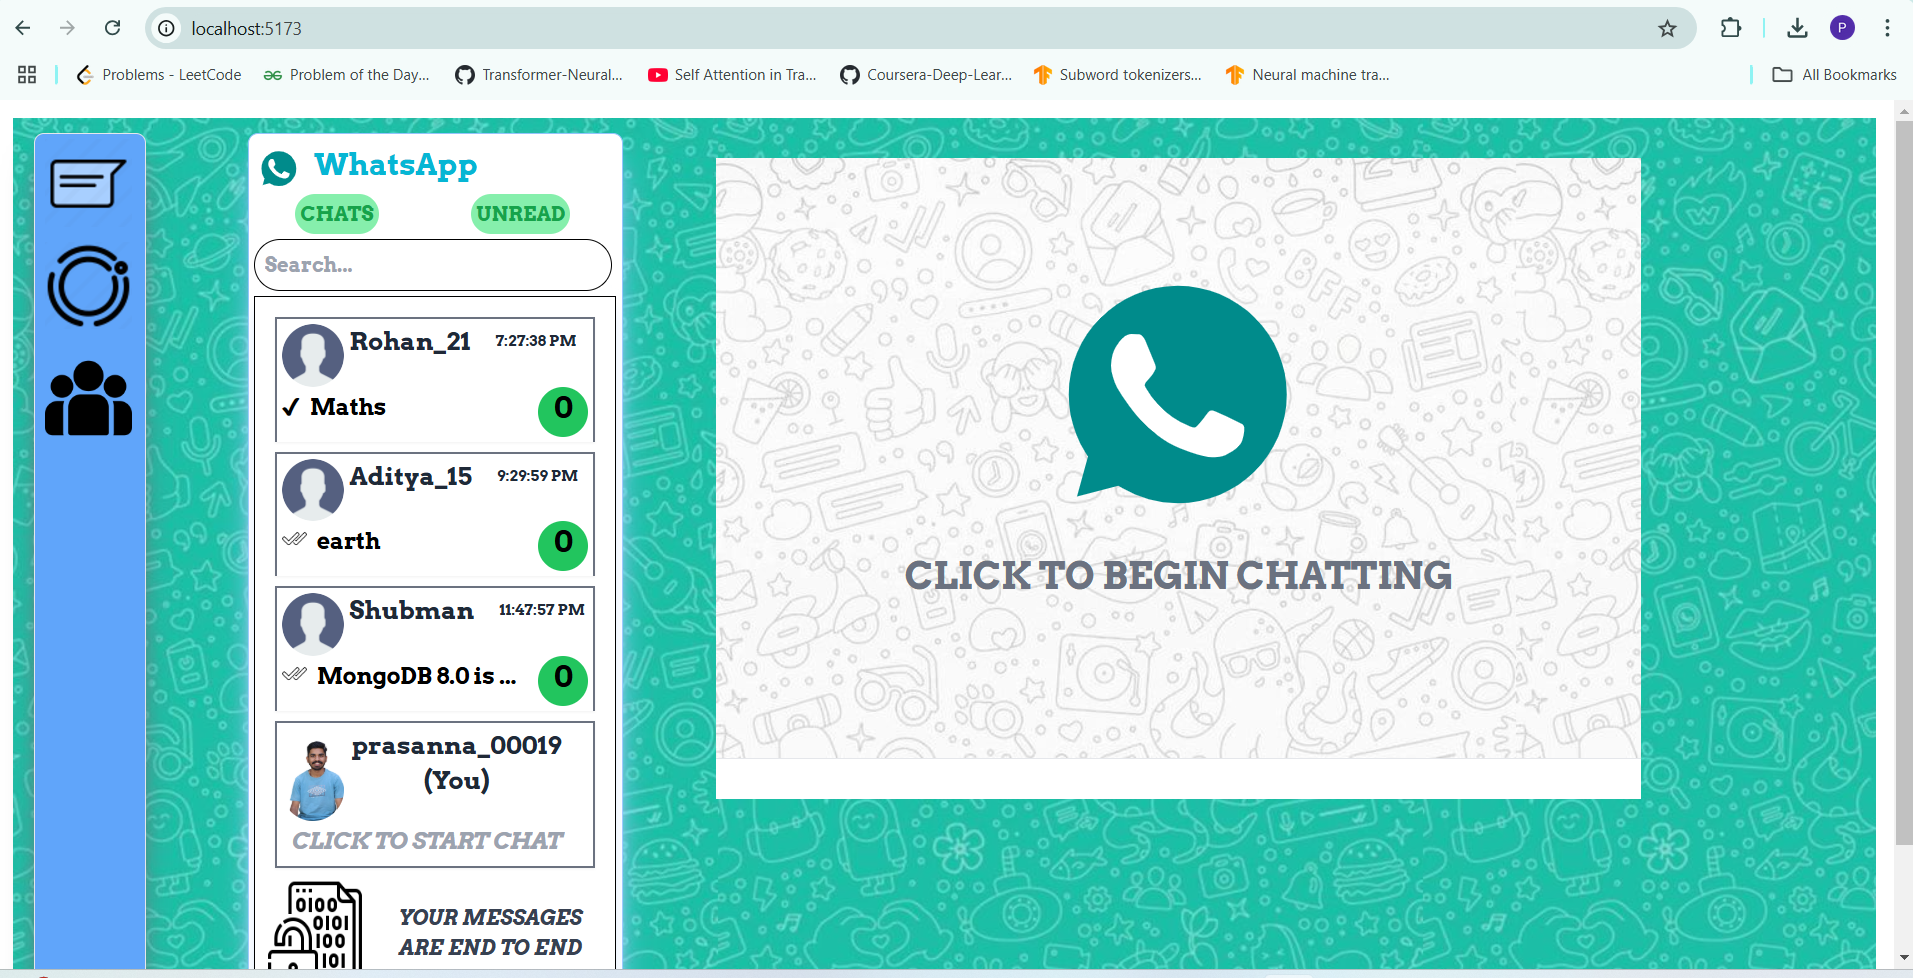 localhost:5173
P
Problems - LeetCode
Problem of the Day...
Transformer-Neural...
Self Attention in Tra...
Coursera-Deep-Lear...
Subword tokenizers...
Neural machine tra...
All Bookmarks
WhatsApp
CHATS
UNREAD
Search...
Rohan_21
7:27:38 PM
✓ Maths
0
Aditya_15
9:29:59 PM
earth
0
Shubman
11:47:57 PM
MongoDB 8.0 is ...
0
prasanna_00019
(You)
CLICK TO START CHAT
0100
0101
100
101
YOUR MESSAGES
ARE END TO END
CLICK TO BEGIN CHATTING